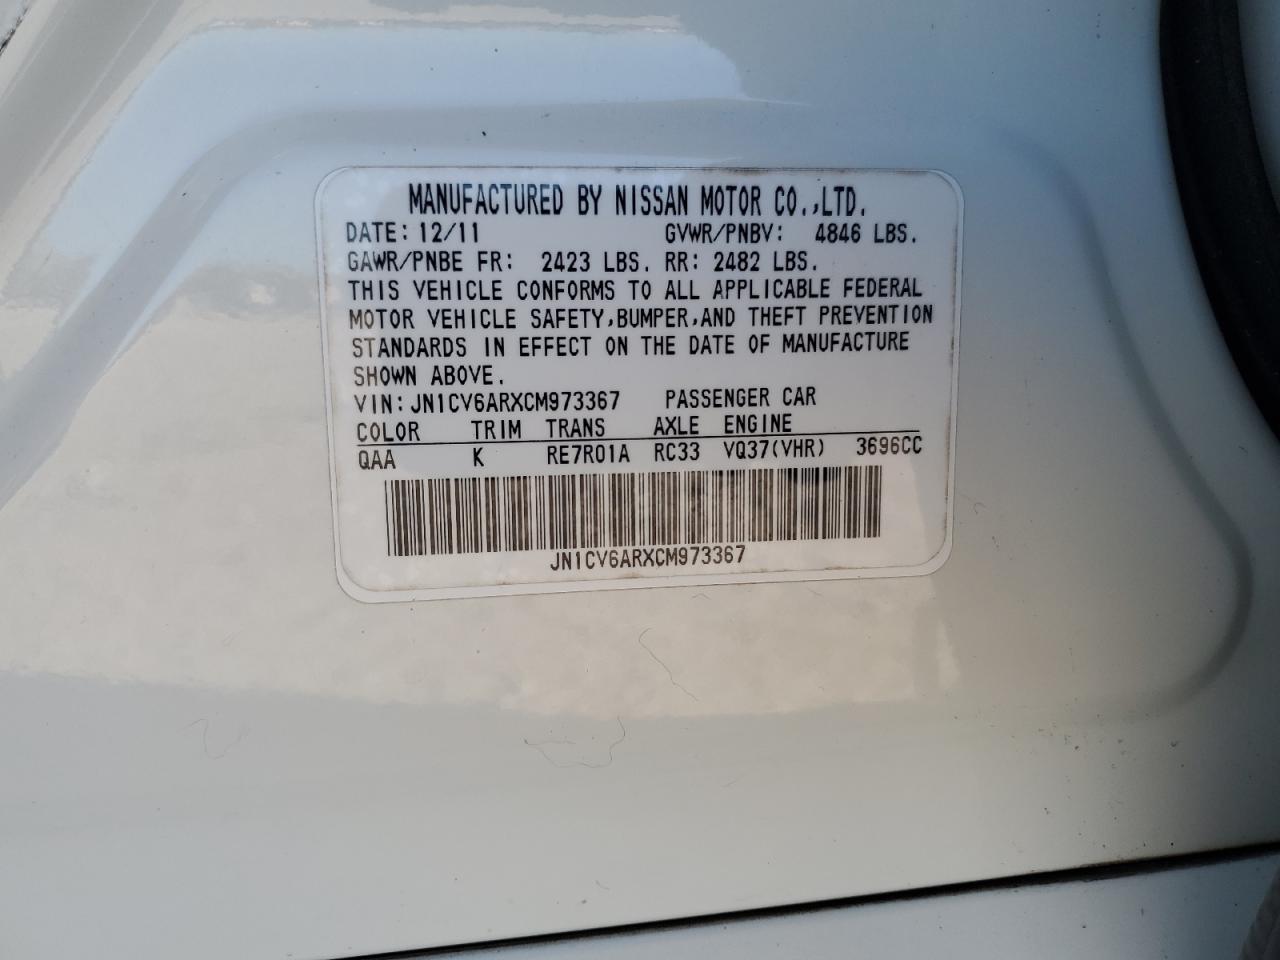 MANUFACTURED BY NISSAN MOTOR CO.,LTD.
DATE: 12/11 GVWR/PNBV: 4846 LBS.
GAWR/PNBE FR: 2423 LBS. RR: 2482 LBS.
THIS VEHICLE CONFORMS TO ALL APPLICABLE FEDERAL
MOTOR VEHICLE SAFETY,BUMPER,AND THEFT PREVENTION
STANDARDS IN EFFECT ON THE DATE OF MANUFACTURE
SHOWN ABOVE.
VIN: JN1CV6ARXCM973367 PASSENGER CAR
COLOR TRIM TRANS AXLE ENGINE
QAA K RE7R01A RC33 VQ37(VHR) 3696CC
JN1CV6ARXCM973367